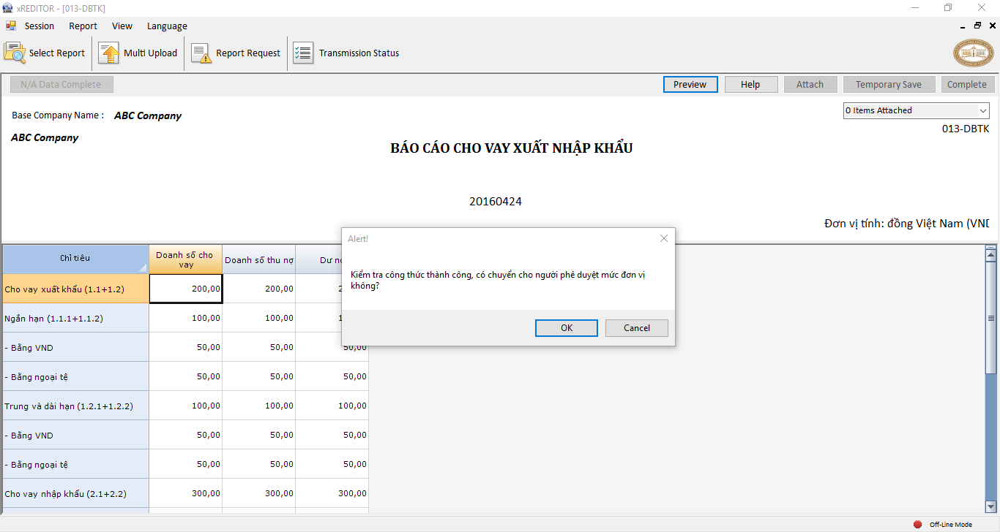 xREDITOR - [013-DBTK]
Session Report View Language
Select Report Multi Upload Report Request Transmission Status
N/A Data Complete Preview Help Attach Temporary Save Complete
Base Company Name : ABC Company 0 Items Attached
013-DBTK
ABC Company
BÁO CÁO CHO VAY XUẤT NHẬP KHẨU
20160424
Đơn vị tính: đồng Việt Nam (VND
Alert!
Kiểm tra công thức thành công, có chuyển cho người phê duyệt mức đơn vị
không?
OK Cancel
Chỉ tiêu Doanh số cho vay Doanh số thu nợ Dư
Cho vay xuất khẩu (1.1+1.2) 200,00 200,00 2
Ngắn hạn (1.1.1+1.1.2) 100,00 100,00 1
- Bằng VND 50,00 50,00 50,00
- Bằng ngoại tệ 50,00 50,00 50,00
Trung và dài hạn (1.2.1+1.2.2) 100,00 100,00 100,00
- Bằng VND 50,00 50,00 50,00
- Bằng ngoại tệ 50,00 50,00 50,00
Cho vay nhập khẩu (2.1+2.2) 300,00 300,00 300,00
Off-Line Mode